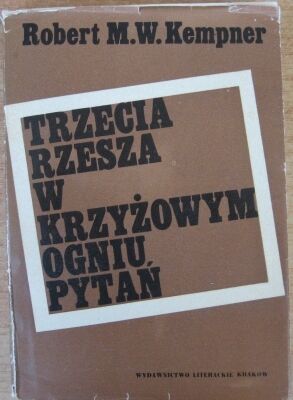 Robert M.W. Kempner
TRZECIA
RZESZA
W
KRZYŻOWYM
OGNIU
PYTAŃ
WYDAWNICTWO LITERACKIE KRAKÓW